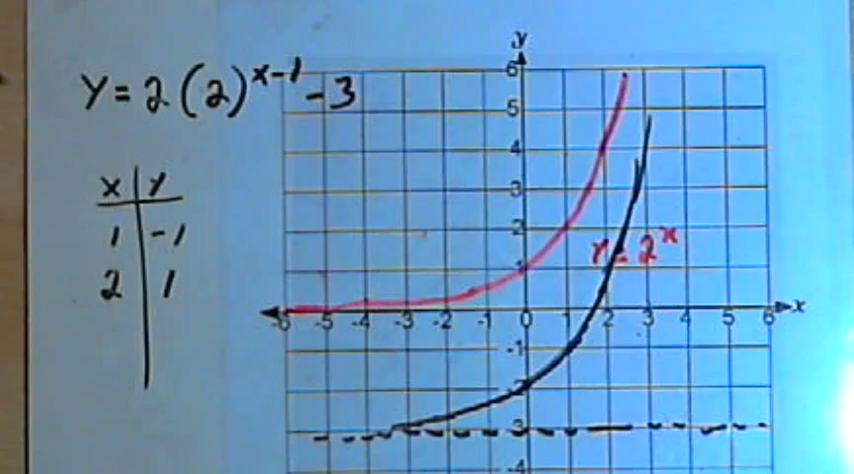 y
Y = 2(2)^x-1 - 3
6
5
4
3
2
1
x | y
1 | -1
2 | 1
Y = 2^x
-6 -5 -4 -3 -2 -1 0 1 2 3 4 5 6 x
-1
-2
-3
-4